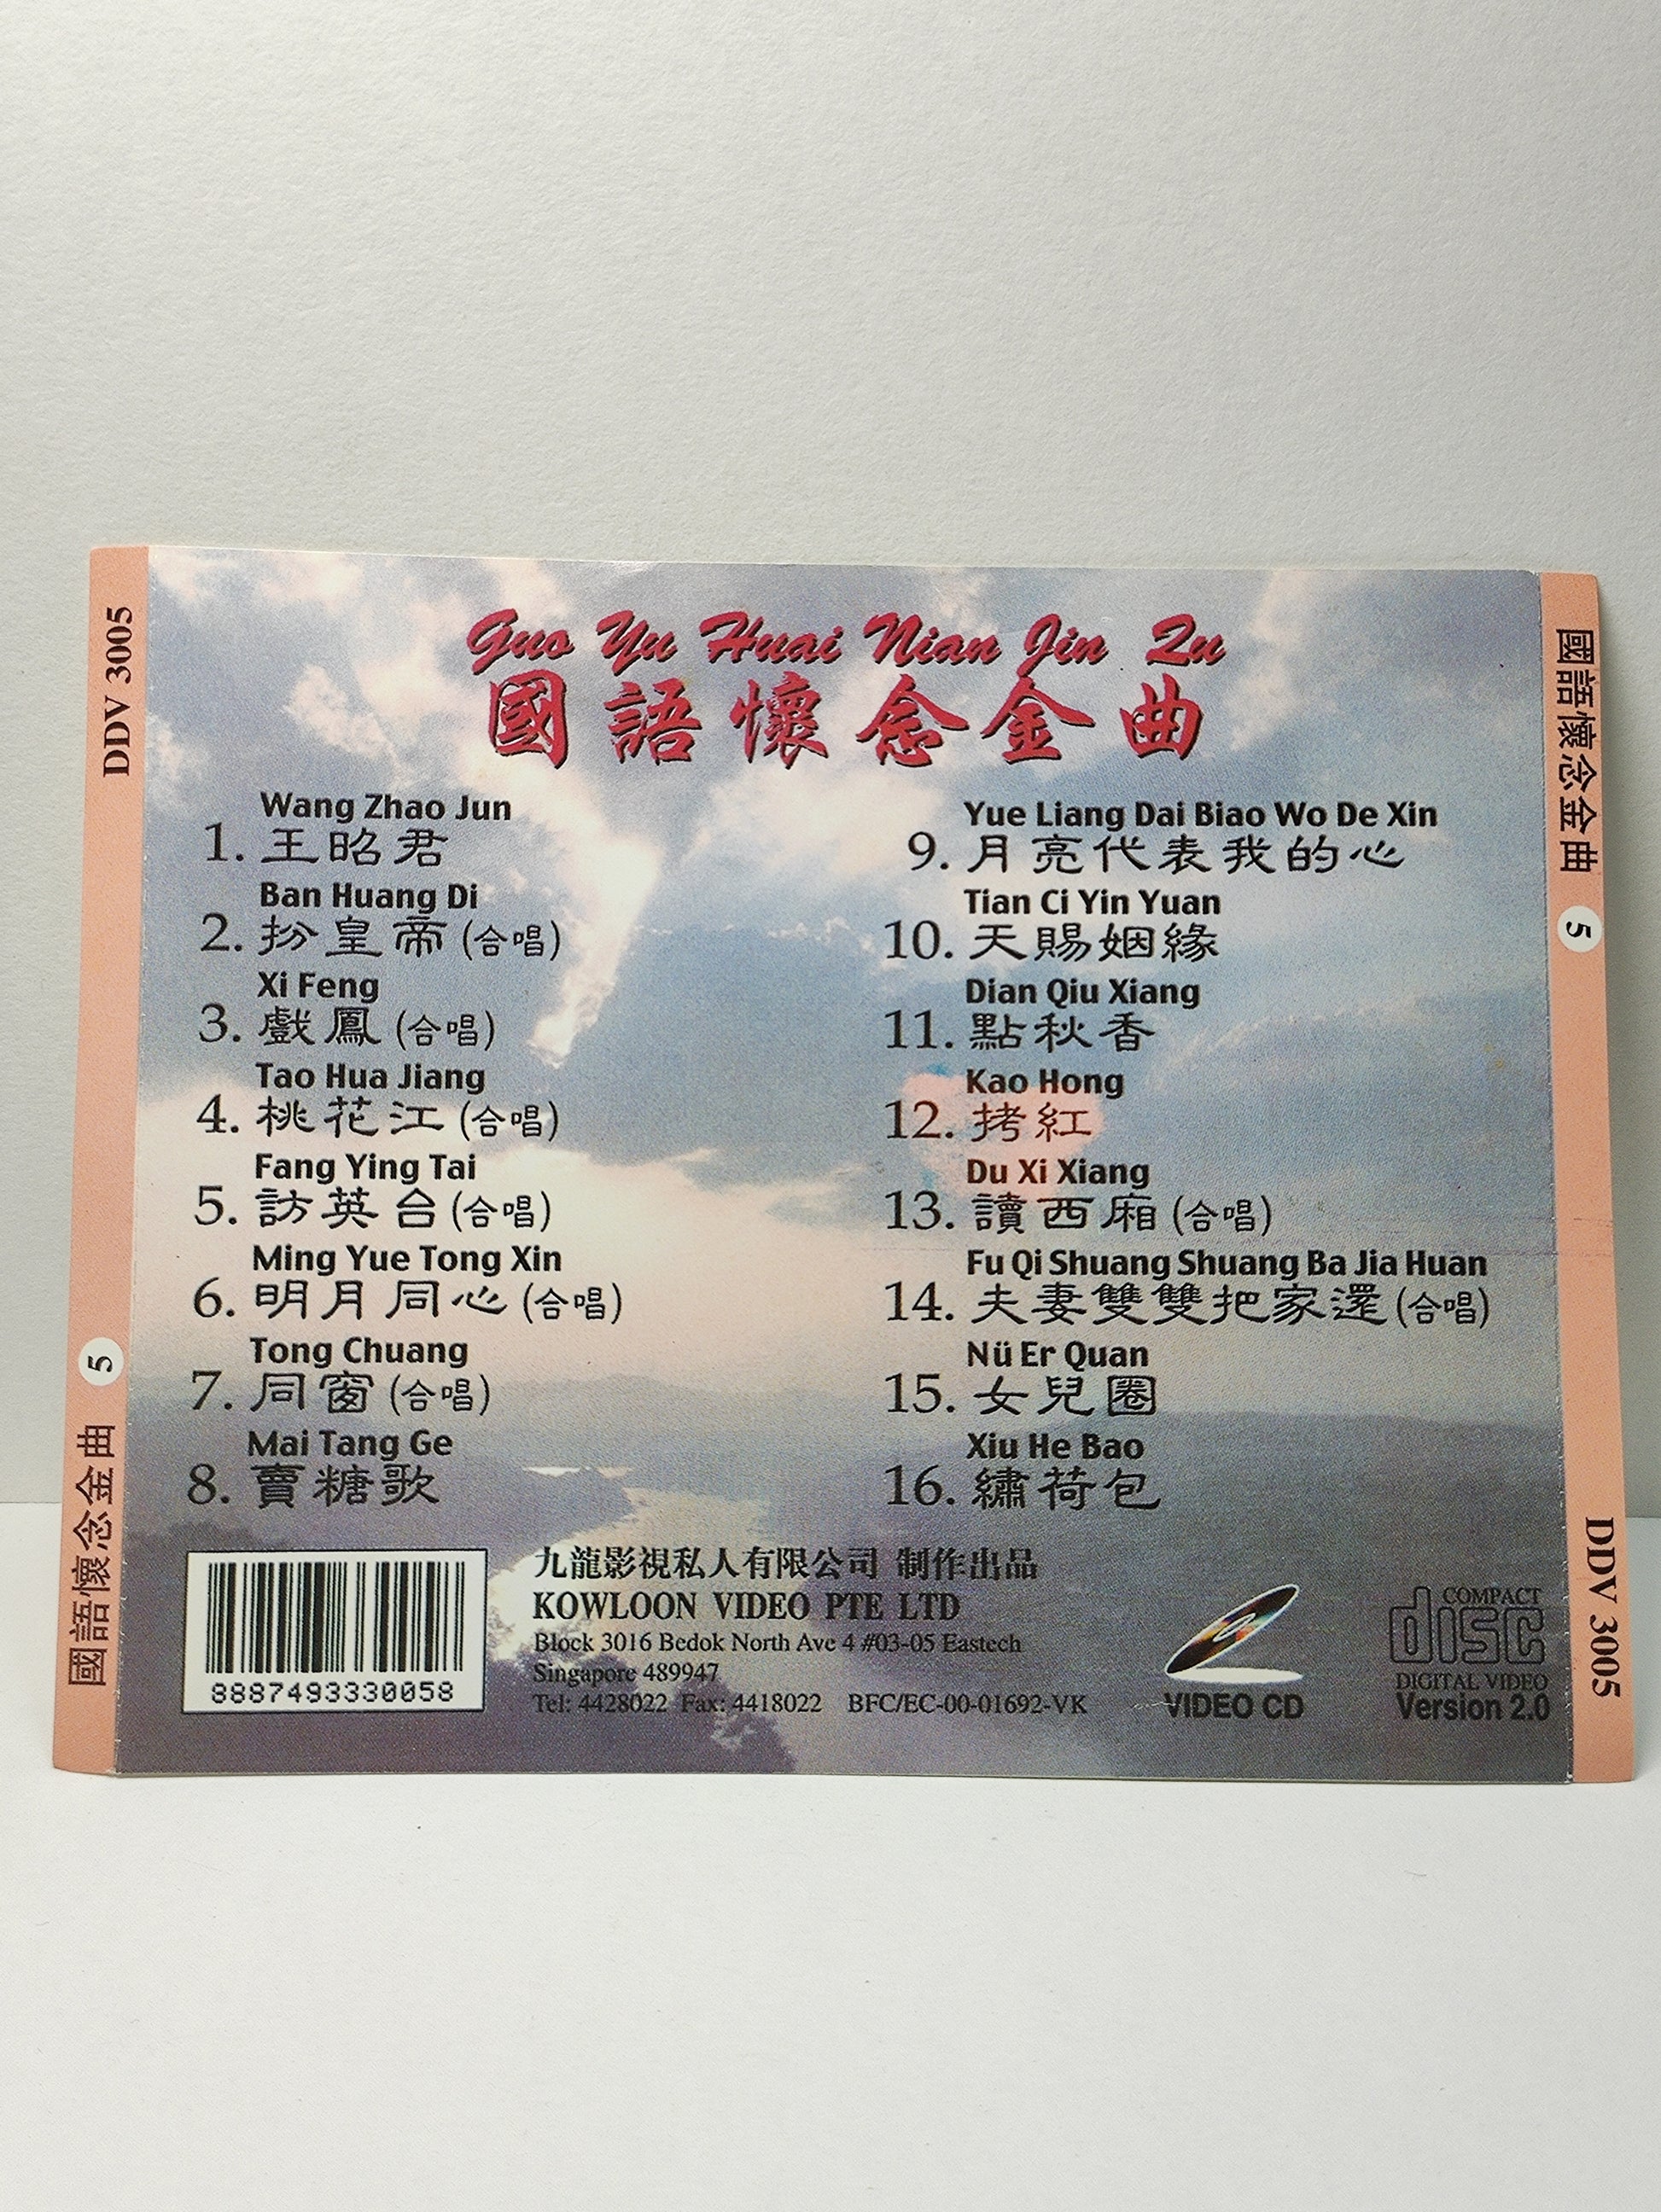 Guo Yu Huai Nian Jin Qu
國語懷念金曲
Wang Zhao Jun
1. 王昭君
Ban Huang Di
2. 扮皇帝 (合唱)
Xi Feng
3. 戲鳳 (合唱)
Tao Hua Jiang
4. 桃花江 (合唱)
Fang Ying Tai
5. 訪英台 (合唱)
Ming Yue Tong Xin
6. 明月同心 (合唱)
Tong Chuang
7. 同窗 (合唱)
Mai Tang Ge
8. 賣糖歌
Yue Liang Dai Biao Wo De Xin
9. 月亮代表我的心
Tian Ci Yin Yuan
10. 天賜姻緣
Dian Qiu Xiang
11. 點秋香
Kao Hong
12. 拷紅
Du Xi Xiang
13. 讀西廂 (合唱)
Fu Qi Shuang Shuang Ba Jia Huan
14. 夫妻雙雙把家還 (合唱)
Nü Er Quan
15. 女兒圈
Xiu He Bao
16. 繡荷包
8887493330058
九龍影視私人有限公司 制作出品
KOWLOON VIDEO PTE LTD
Block 3016 Bedok North Ave 4 #03-05 Eastech
Singapore 489947
Tel: 4428022 Fax: 4418022 BFC/EC-00-01692-VK
VIDEO CD
COMPACT
disc
DIGITAL VIDEO
Version 2.0
國語懷念金曲 5 DDV 3005
國語懷念金曲 5 DDV 3005